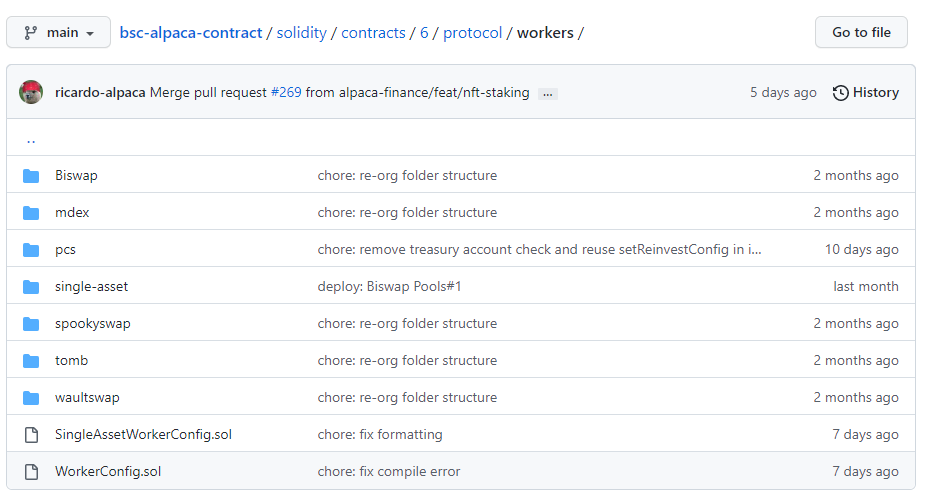 main bsc-alpaca-contract / solidity / contracts / 6 / protocol / workers / Go to file
ricardo-alpaca Merge pull request #269 from alpaca-finance/feat/nft-staking ... 5 days ago History
..
Biswap chore: re-org folder structure 2 months ago
mdex chore: re-org folder structure 2 months ago
pcs chore: remove treasury account check and reuse setReinvestConfig in i... 10 days ago
single-asset deploy: Biswap Pools#1 last month
spookyswap chore: re-org folder structure 2 months ago
tomb chore: re-org folder structure 2 months ago
waultswap chore: re-org folder structure 2 months ago
SingleAssetWorkerConfig.sol chore: fix formatting 7 days ago
WorkerConfig.sol chore: fix compile error 7 days ago